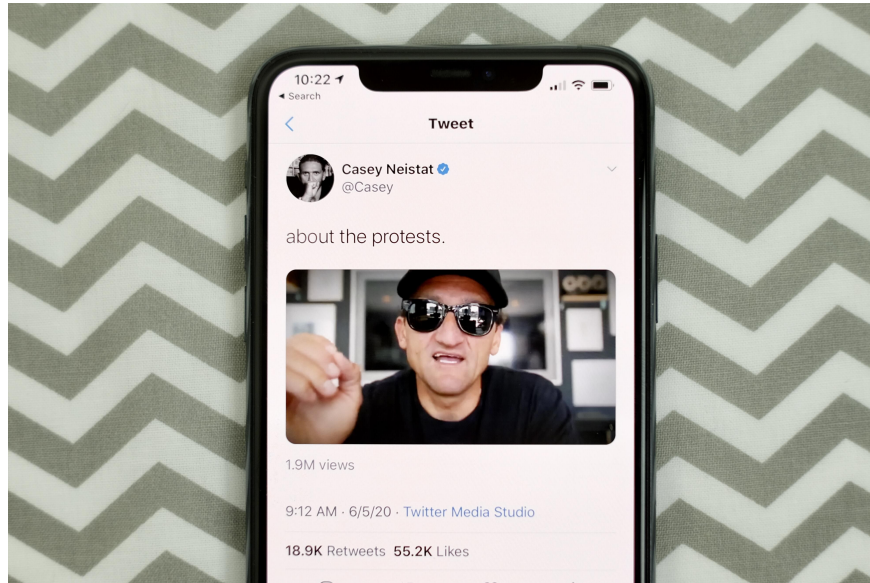 10:22
Search
Tweet
Casey Neistat
@Casey
about the protests.
1.9M views
9:12 AM · 6/5/20 · Twitter Media Studio
18.9K Retweets 55.2K Likes